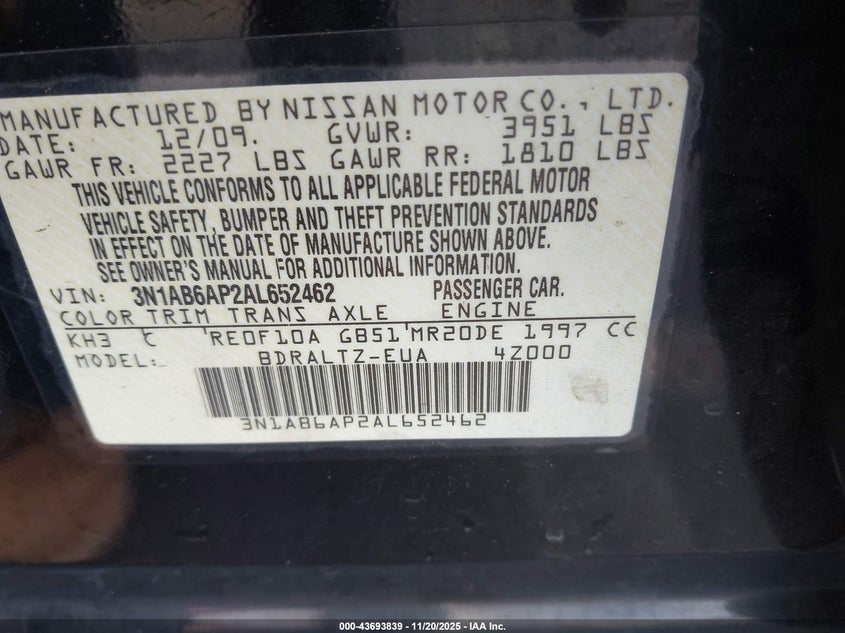 MANUFACTURED BY NISSAN MOTOR CO., LTD.
DATE: 12/09. GVWR: 3951 LBS
GAWR FR: 2227 LBS GAWR RR: 1810 LBS
THIS VEHICLE CONFORMS TO ALL APPLICABLE FEDERAL MOTOR
VEHICLE SAFETY, BUMPER AND THEFT PREVENTION STANDARDS
IN EFFECT ON THE DATE OF MANUFACTURE SHOWN ABOVE.
SEE OWNER'S MANUAL FOR ADDITIONAL INFORMATION.
VIN: 3N1AB6AP2AL652462 PASSENGER CAR.
COLOR TRIM TRANS AXLE ENGINE
KH3 C RE0F10A GB51 MR20DE 1997 CC
MODEL: BDRALTZ-EUA 4Z000
3N1AB6AP2AL652462
000-43693839 - 11/20/2025 - IAA Inc.